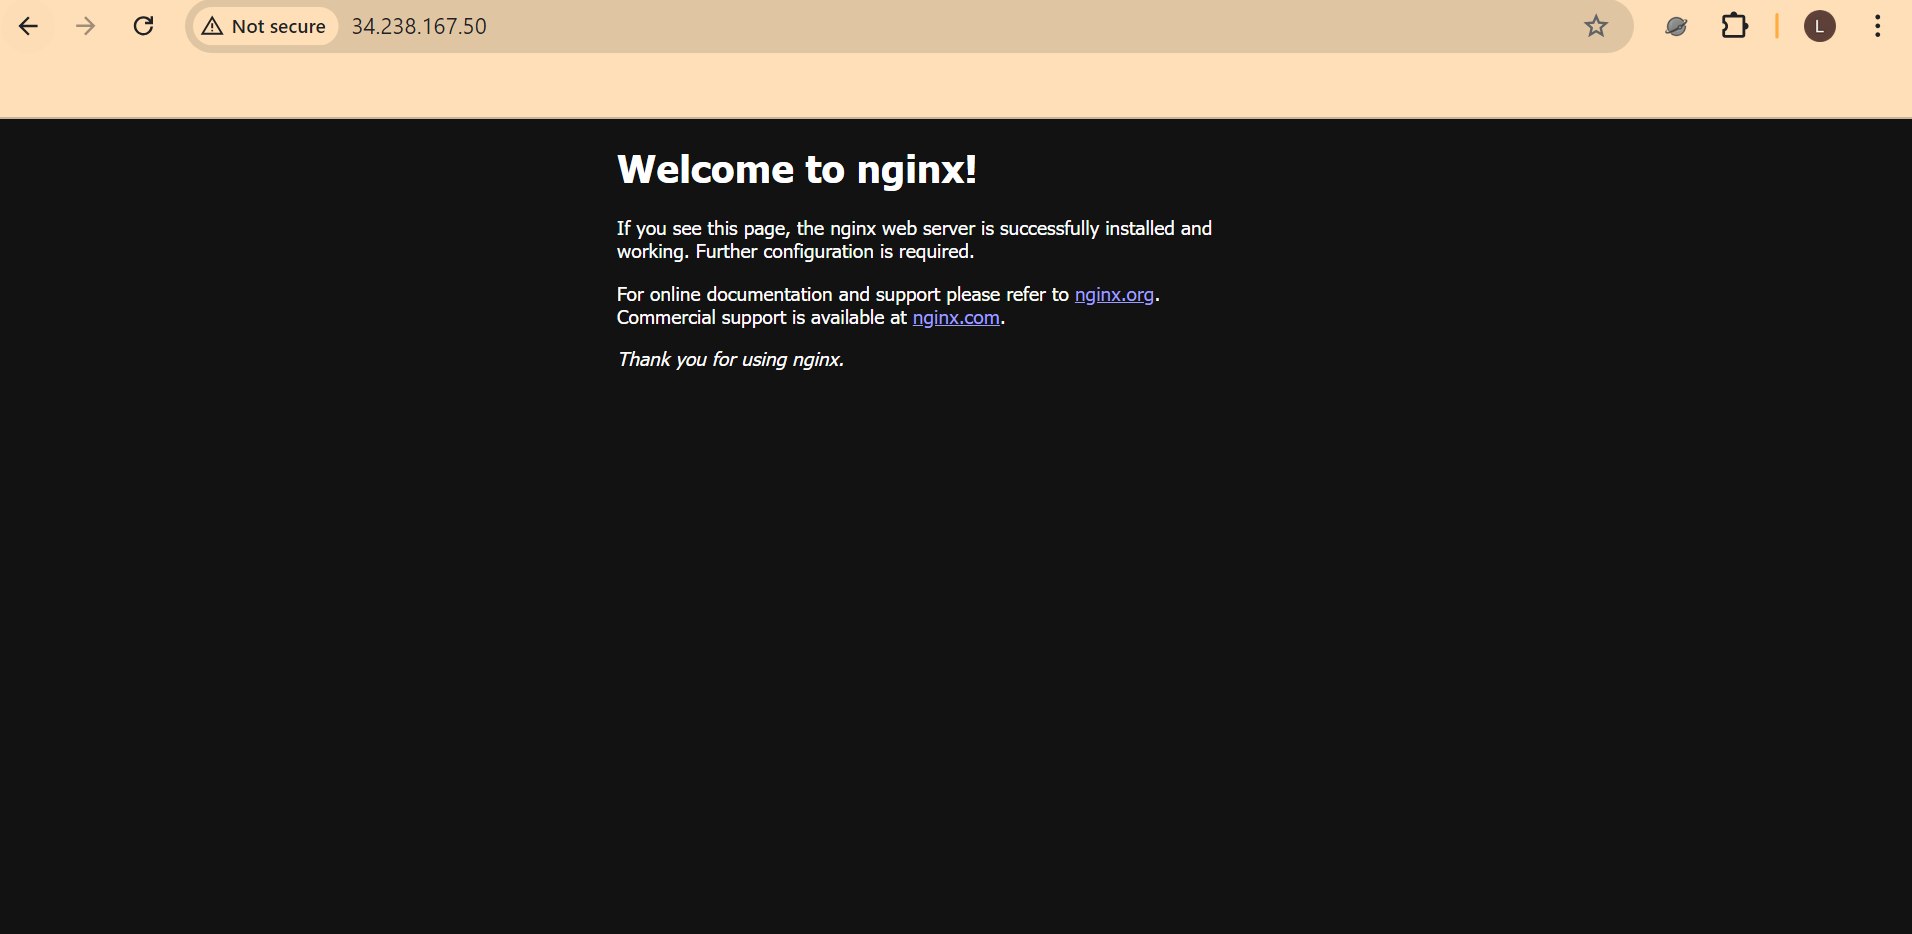 Not secure 34.238.167.50
L
Welcome to nginx!
If you see this page, the nginx web server is successfully installed and
working. Further configuration is required.
For online documentation and support please refer to nginx.org.
Commercial support is available at nginx.com.
Thank you for using nginx.